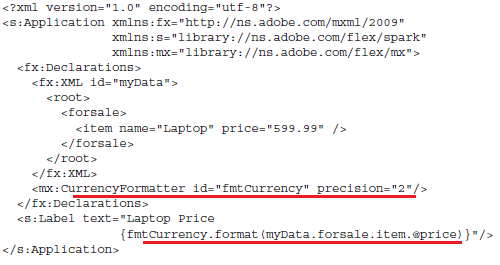 <?xml version="1.0" encoding="utf-8"?>
<s:Application xmlns:fx="http://ns.adobe.com/mxml/2009"
xmlns:s="library://ns.adobe.com/flex/spark"
xmlns:mx="library://ns.adobe.com/flex/mx">
<fx:Declarations>
<fx:XML id="myData">
<root>
<forsale>
<item name="Laptop" price="599.99" />
</forsale>
</root>
</fx:XML>
<mx:CurrencyFormatter id="fmtCurrency" precision="2"/>
</fx:Declarations>
<s:Label text="Laptop Price
{fmtCurrency.format(myData.forsale.item.@price)}"/>
</s:Application>